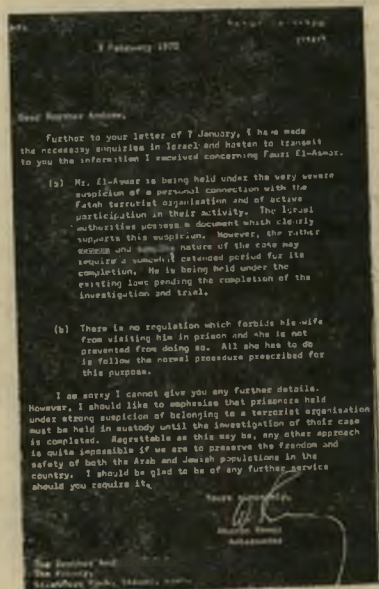 3 February 1970
Dear Brother Andrew,
Further to your letter of 7 January, I have made
the necessary enquiries in Israel and hasten to transmit
to you the information I received concerning Fauzi El-Asmar.
(a) Mr. El-Asmar is being held under the very severe
suspicion of a personal connection with the
Fatah terrorist organisation and of active
participation in their activity. The Israel
authorities possess a document which clearly
supports this suspicion. However, the rather
severe and nature of the case may
require a somewhat extended period for its
completion. He is being held under the
existing laws pending the completion of the
investigation and trial.
(b) There is no regulation which forbids his wife
from visiting him in prison and she is not
prevented from doing so. All she has to do
is follow the normal procedure prescribed for
this purpose.
I am sorry I cannot give you any further details.
However, I should like to emphasise that prisoners held
under strong suspicion of belonging to a terrorist organisation
must be held in custody until the investigation of their case
is completed. Regrettable as this may be, any other approach
is quite impossible if we are to preserve the freedom and
safety of both the Arab and Jewish populations in the
country. I should be glad to be of any further service
should you require it.
Yours sincerely,
Ambassador
The Brother And
The Priory,